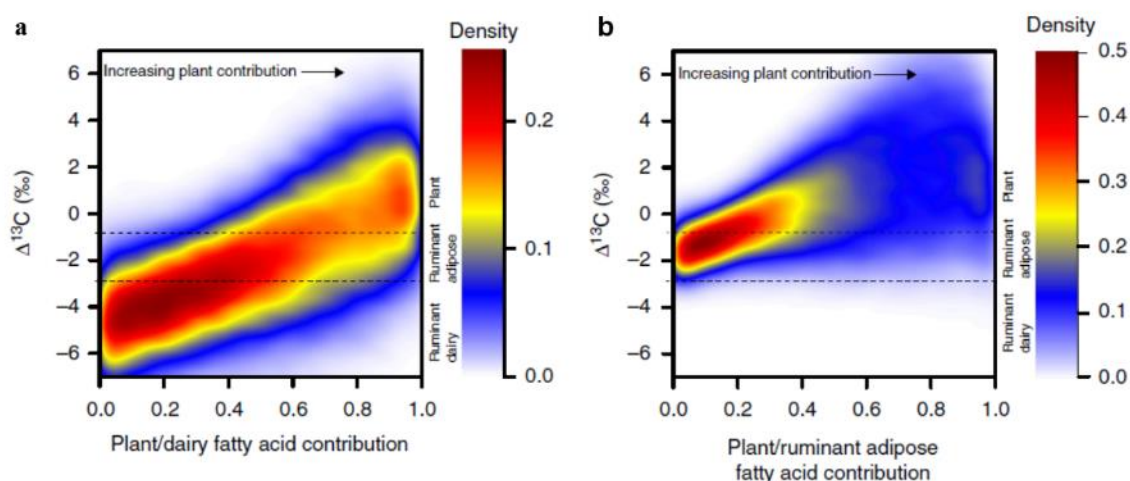 a
Density
Increasing plant contribution
6
4
2
0
−2
−4
−6
Δ13C (‰)
0.0 0.2 0.4 0.6 0.8 1.0
Plant/dairy fatty acid contribution
Plant
Ruminant
adipose
Ruminant
dairy
0.2
0.1
0.0
b
Density
Increasing plant contribution
6
4
2
0
−2
−4
−6
Δ13C (‰)
0.0 0.2 0.4 0.6 0.8 1.0
Plant/ruminant adipose
fatty acid contribution
Plant
Ruminant
adipose
Ruminant
dairy
0.5
0.4
0.3
0.2
0.1
0.0